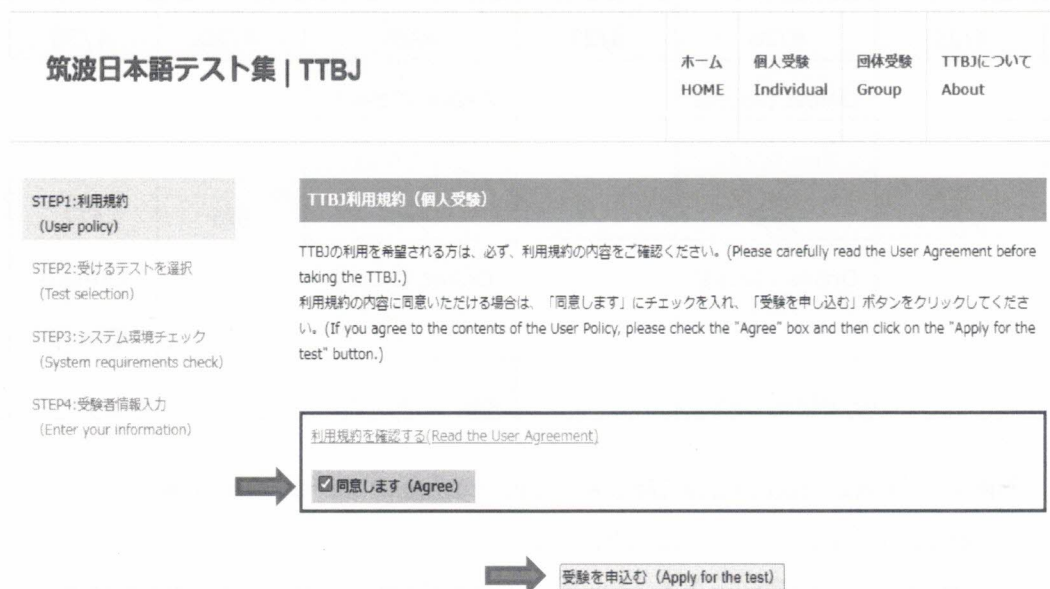 筑波日本語テスト集 | TTBJ
ホーム
HOME
個人受験
Individual
団体受験
Group
TTBJについて
About
STEP1:利用規約
(User policy)
STEP2:受けるテストを選択
(Test selection)
STEP3:システム環境チェック
(System requirements check)
STEP4:受験者情報入力
(Enter your information)
TTBJ利用規約（個人受験）
TTBJの利用を希望される方は、必ず、利用規約の内容をご確認ください。(Please carefully read the User Agreement before
taking the TTBJ.)
利用規約の内容に同意いただける場合は、「同意します」にチェックを入れ、「受験を申し込む」ボタンをクリックしてくださ
い。(If you agree to the contents of the User Policy, please check the "Agree" box and then click on the "Apply for the
test" button.)
利用規約を確認する(Read the User Agreement)
同意します（Agree）
受験を申込む（Apply for the test）